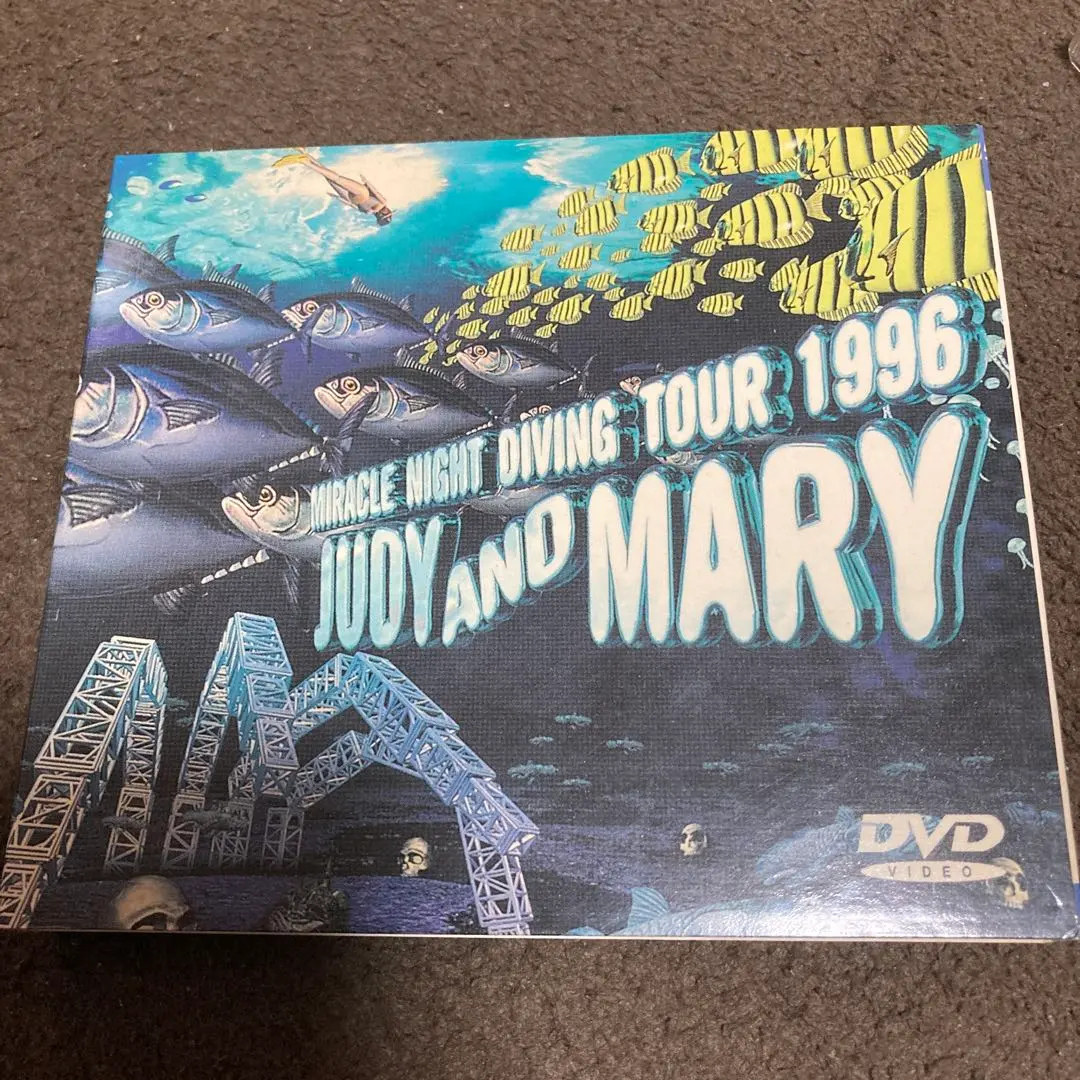 MIRACLE NIGHT DIVING TOUR 1996
JUDY AND MARY
DVD
VIDEO